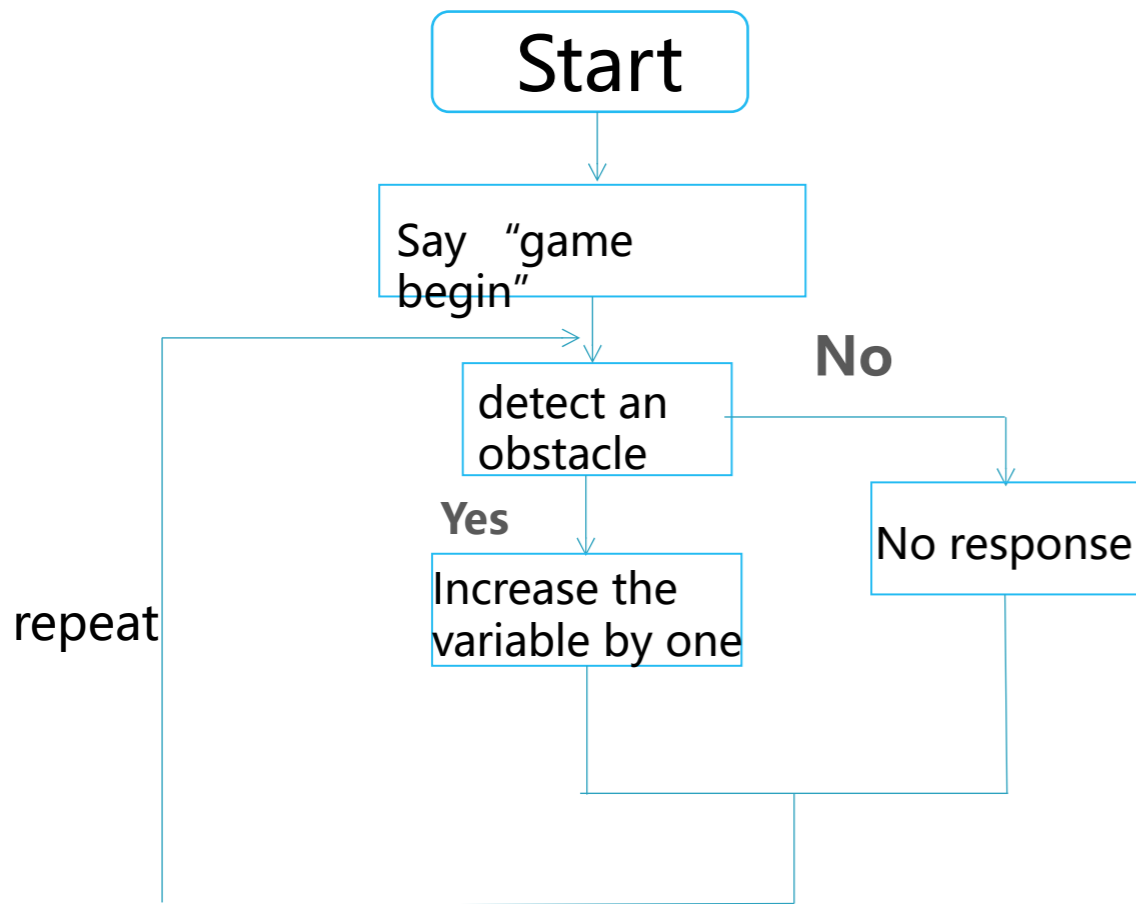 Start
Say “game
begin”
No
detect an
obstacle
Yes
No response
Increase the
variable by one
repeat